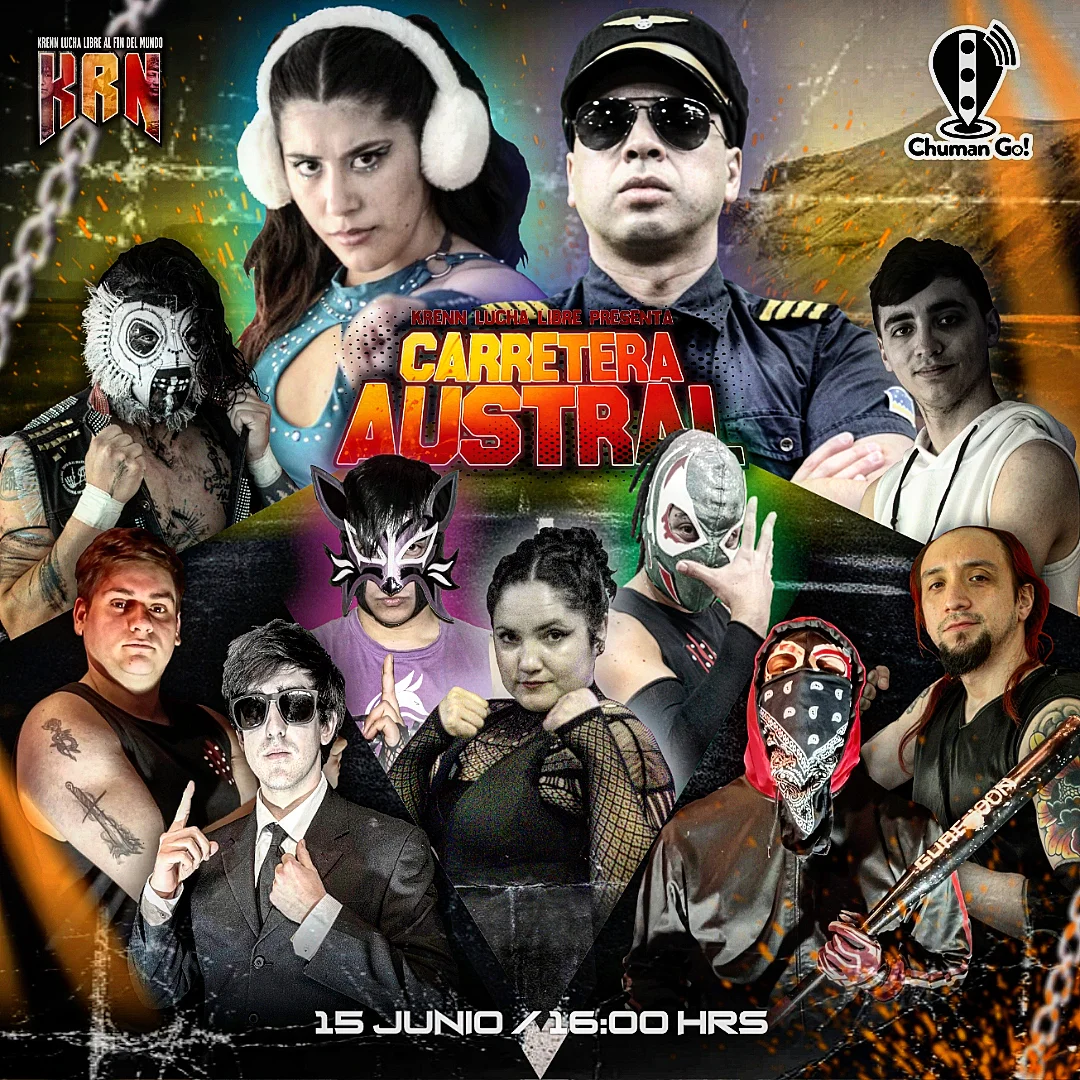 KRENN LUCHA LIBRE AL FIN DEL MUNDO
KRN
Chuman Go!
KRENN LUCHA LIBRE PRESENTA
CARRETERA
AUSTRAL
15 JUNIO / 16:00 HRS